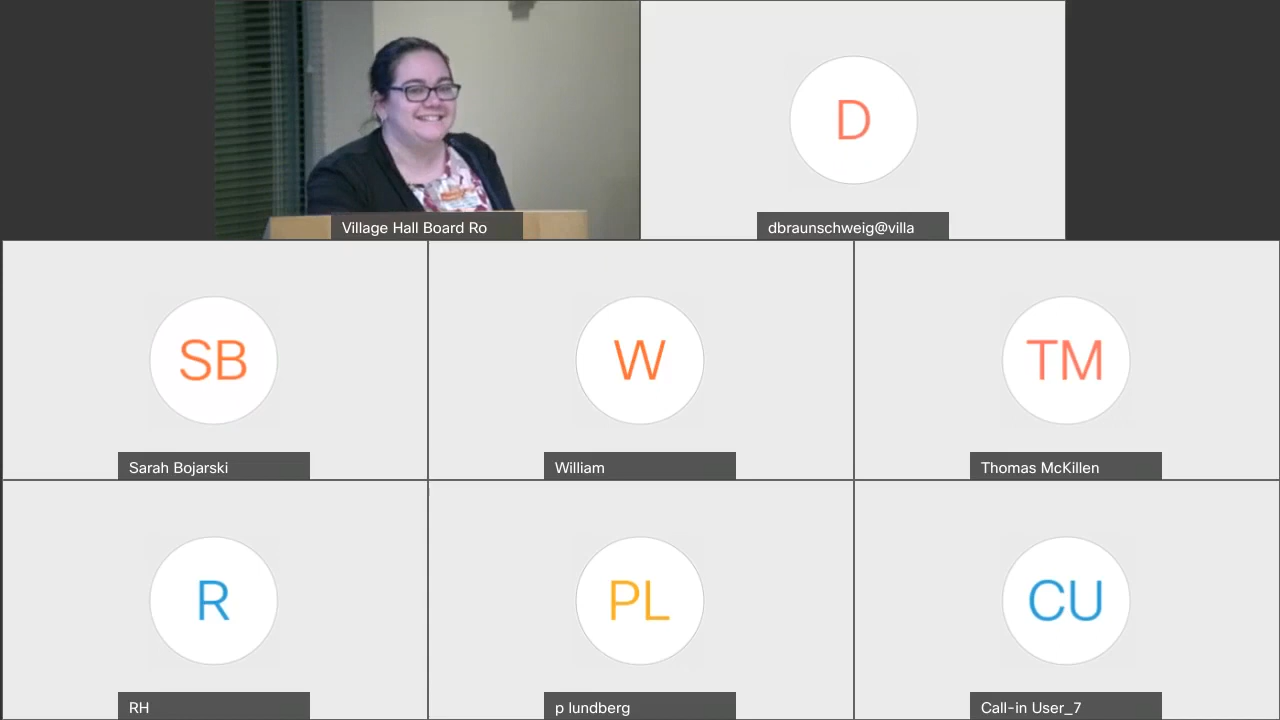 D
Village Hall Board Ro
dbraunschweig@villa
SB
W
TM
Sarah Bojarski
William
Thomas McKillen
R
PL
CU
RH
p lundberg
Call-in User_7